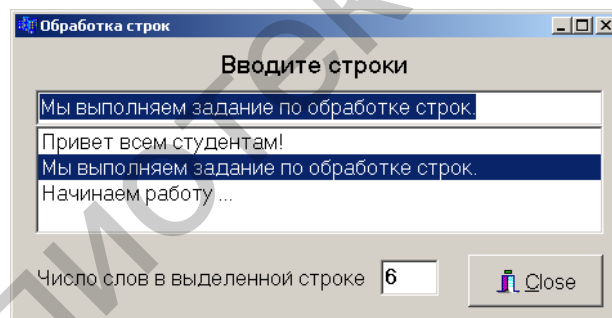 Обработка строк
Вводите строки
Мы выполняем задание по обработке строк.
Привет всем студентам!
Мы выполняем задание по обработке строк.
Начинаем работу ...
Число слов в выделенной строке 6
Close